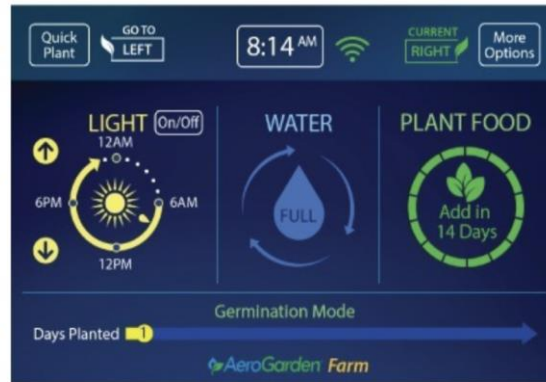 Quick
Plant
GO TO
LEFT
8:14 AM
CURRENT
RIGHT
More
Options
LIGHT On/Off
12AM
6PM
6AM
12PM
WATER
FULL
PLANT FOOD
Add in
14 Days
Germination Mode
Days Planted 1
AeroGarden Farm